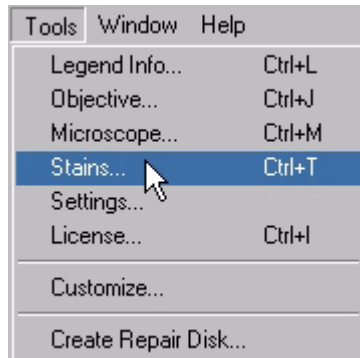 Tools Window Help
Legend Info... Ctrl+L
Objective... Ctrl+J
Microscope... Ctrl+M
Stains... Ctrl+T
Settings...
License... Ctrl+I
Customize...
Create Repair Disk...